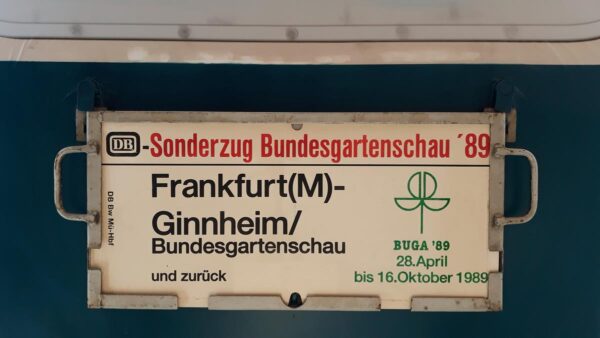 DB-Sonderzug Bundesgartenschau ´89
Frankfurt(M)-
Ginnheim/
Bundesgartenschau
und zurück
DB Bw Mü-Hbf
BUGA '89
28.April
bis 16.Oktober 1989